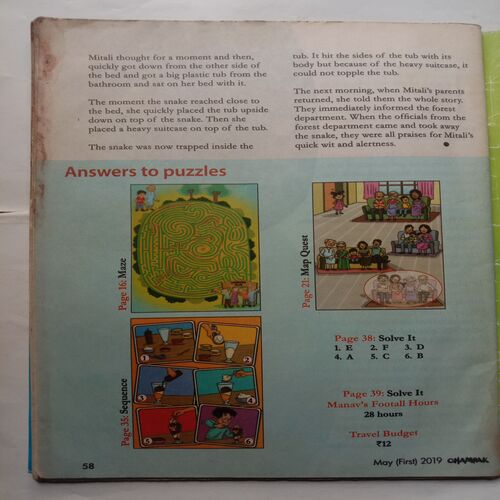 Mitali thought for a moment and then,
quickly got down from the other side of
the bed and got a big plastic tub from the
bathroom and sat on her bed with it.
The moment the snake reached close to
the bed, she quickly placed the tub upside
down on top of the snake. Then she
placed a heavy suitcase on top of the tub.
The snake was now trapped inside the
tub. It hit the sides of the tub with its
body but because of the heavy suitcase, it
could not topple the tub.
The next morning, when Mitali's parents
returned, she told them the whole story.
They immediately informed the forest
department. When the officials from the
forest department came and took away
the snake, they were all praises for Mitali's
quick wit and alertness.
Answers to puzzles
Page 16: Maze
Page 21: Map Quest
Page 35: Sequence
1
2
3
4
5
6
Page 38: Solve It
1. E 2. F 3. D
4. A 5. C 6. B
Page 39: Solve It
Manav's Footall Hours
28 hours
Travel Budget
₹12
58
May (First) 2019 CHAMPAK